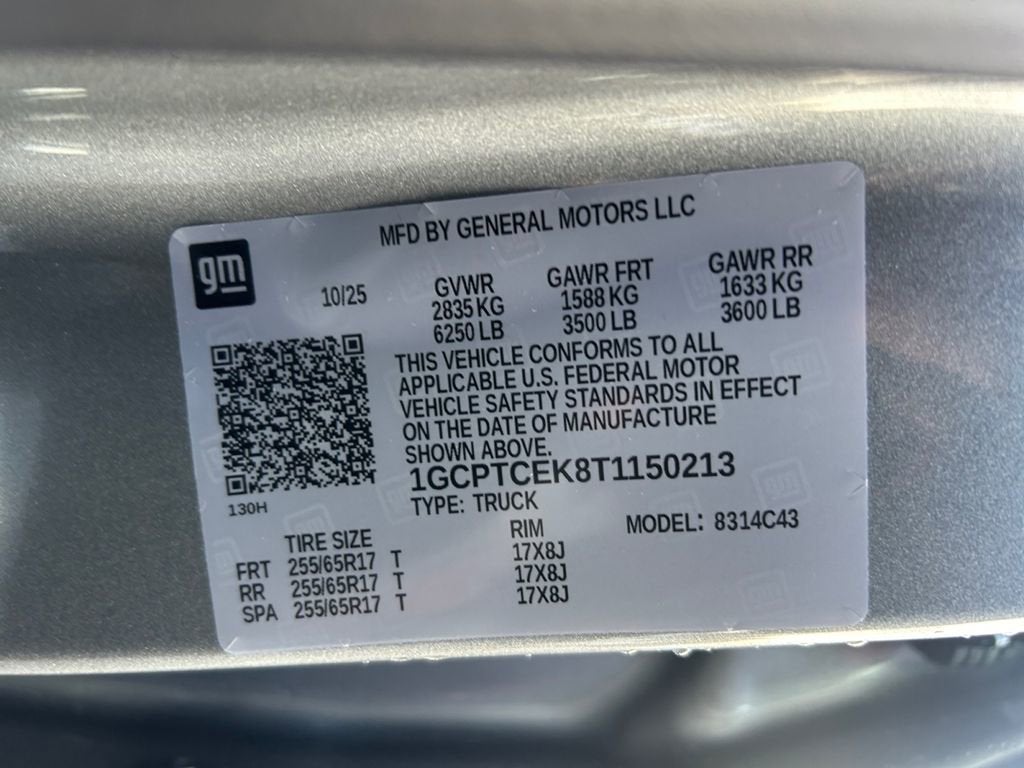 MFD BY GENERAL MOTORS LLC
gm
10/25
GVWR
2835 KG
6250 LB
GAWR FRT
1588 KG
3500 LB
GAWR RR
1633 KG
3600 LB
THIS VEHICLE CONFORMS TO ALL
APPLICABLE U.S. FEDERAL MOTOR
VEHICLE SAFETY STANDARDS IN EFFECT
ON THE DATE OF MANUFACTURE
SHOWN ABOVE.
1GCPTCEK8T1150213
130H
TYPE: TRUCK
MODEL: 8314C43
TIRE SIZE RIM
FRT 255/65R17 T 17X8J
RR 255/65R17 T 17X8J
SPA 255/65R17 T 17X8J